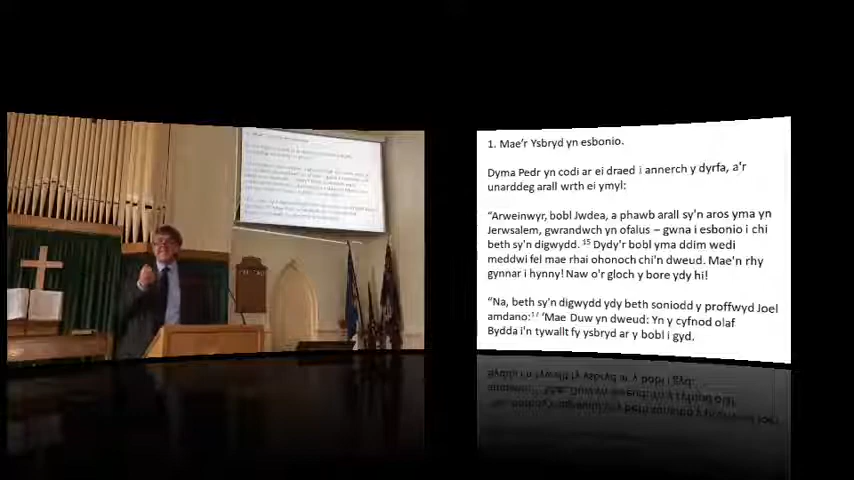 1. Mae'r Ysbryd yn esbonio.
Dyma Pedr yn codi ar ei draed i annerch y dyrfa, a'r
unarddeg arall wrth ei ymyl:
"Arweinwyr, bobl Jwdea, a phawb arall sy'n aros yma yn
Jerwsalem, gwrandwch yn ofalus – gwna i esbonio i chi
beth sy'n digwydd. 15 Dydy'r bobl yma ddim wedi
meddwi fel mae rhai ohonoch chi'n dweud. Mae'n rhy
gynnar i hynny! Naw o'r gloch y bore ydy hi!
"Na, beth sy'n digwydd ydy beth soniodd y proffwyd Joel
amdano: 17 'Mae Duw yn dweud: Yn y cyfnod olaf
Bydda i'n tywallt fy ysbryd ar y bobl i gyd.